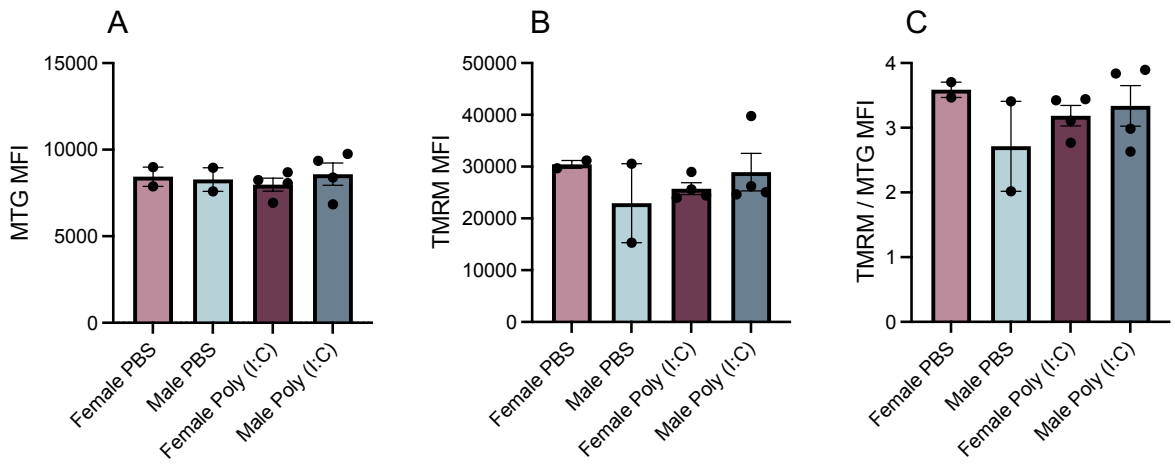 A
MTG MFI
15000
10000
5000
0
Female PBS
Male PBS
Female Poly (I:C)
Male Poly (I:C)
B
TMRM MFI
50000
40000
30000
20000
10000
0
Female PBS
Male PBS
Female Poly (I:C)
Male Poly (I:C)
C
TMRM / MTG MFI
4
3
2
1
0
Female PBS
Male PBS
Female Poly (I:C)
Male Poly (I:C)